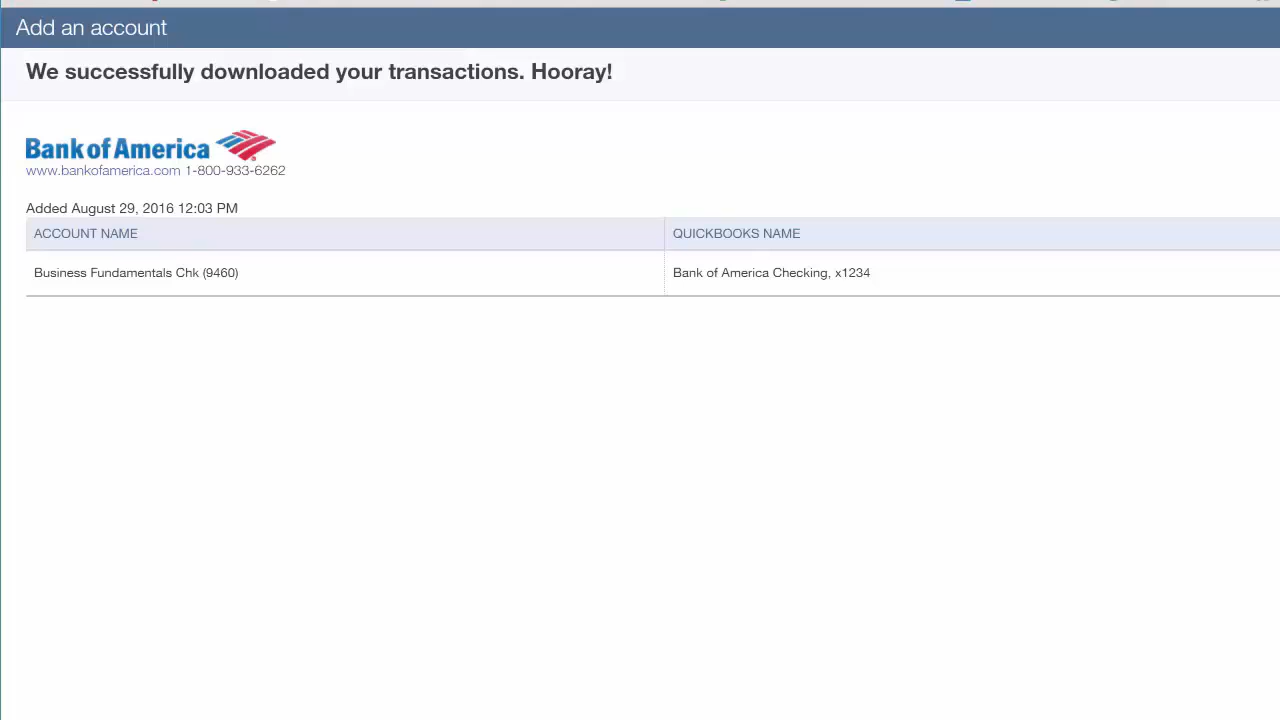 Add an account
We successfully downloaded your transactions. Hooray!
Bank of America
www.bankofamerica.com 1-800-933-6262
Added August 29, 2016 12:03 PM
ACCOUNT NAME QUICKBOOKS NAME
Business Fundamentals Chk (9460) Bank of America Checking, x1234